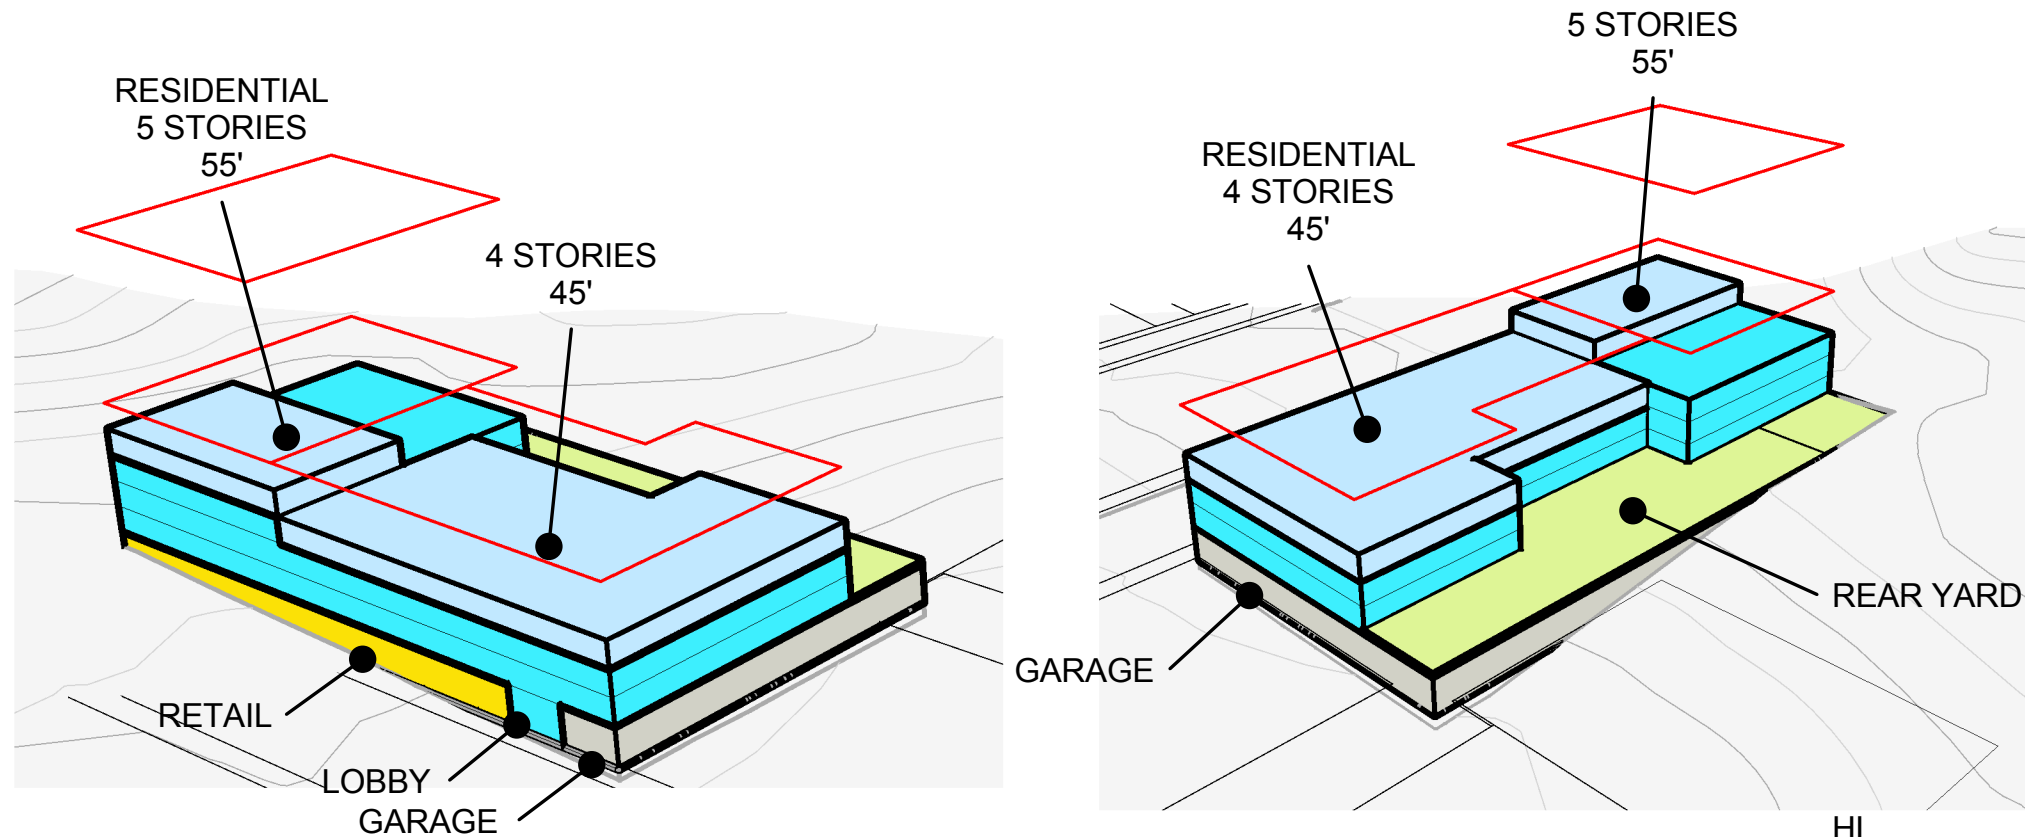 RESIDENTIAL
5 STORIES
55'
4 STORIES
45'
RETAIL
LOBBY
GARAGE
5 STORIES
55'
RESIDENTIAL
4 STORIES
45'
GARAGE
REAR YARD
HI